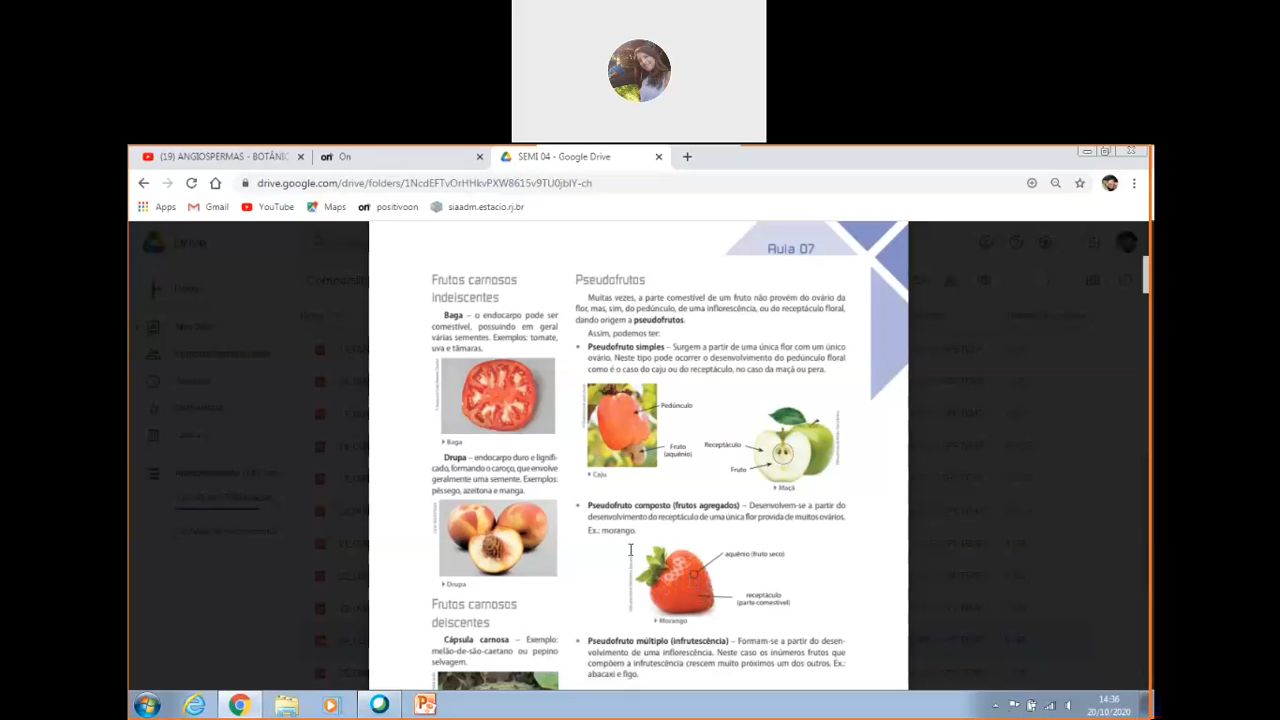 (19) ANGIOSPERMAS - BOTÂNIC
On
SEMI 04 - Google Drive
drive.google.com/drive/folders/1NcdEFTvOrHHkvPXW8615v9TU0jbIY-ch
Apps
Gmail
YouTube
Maps
positivoon
siaadm.estacio.rj.br
Drive
Aula 07
Frutos carnosos
indeiscentes
Baga – o endocarpo pode ser
comestível, possuindo em geral
várias sementes. Exemplos: tomate,
uva e tâmaras.
Baga
Drupa – endocarpo duro e lignifi-
cado, formando o caroço, que envolve
geralmente uma semente. Exemplos:
pêssego, azeitona e manga.
Drupa
Frutos carnosos
deiscentes
Cápsula carnosa – Exemplo:
melão-de-são-caetano ou pepino
selvagem.
Pseudofrutos
Muitas vezes, a parte comestível de um fruto não provém do ovário da
flor, mas, sim, do pedúnculo, de uma inflorescência, ou do receptáculo floral,
dando origem a pseudofrutos.
Assim, podemos ter:
• Pseudofruto simples – Surgem a partir de uma única flor com um único
ovário. Neste tipo pode ocorrer o desenvolvimento do pedúnculo floral
como é o caso do caju ou do receptáculo, no caso da maçã ou pera.
Pedúnculo
Fruto
(aquênio)
Caju
Receptáculo
Fruto
Maçã
• Pseudofruto composto (frutos agregados) – Desenvolvem-se a partir do
desenvolvimento do receptáculo de uma única flor provida de muitos ovários.
Ex.: morango.
aquênio (fruto seco)
receptáculo
(parte comestível)
Morango
• Pseudofruto múltiplo (infrutescência) – Formam-se a partir do desen-
volvimento de uma inflorescência. Neste caso os inúmeros frutos que
compõem a infrutescência crescem muito próximos um dos outros. Ex.:
abacaxi e figo.
14:36
20/10/2020